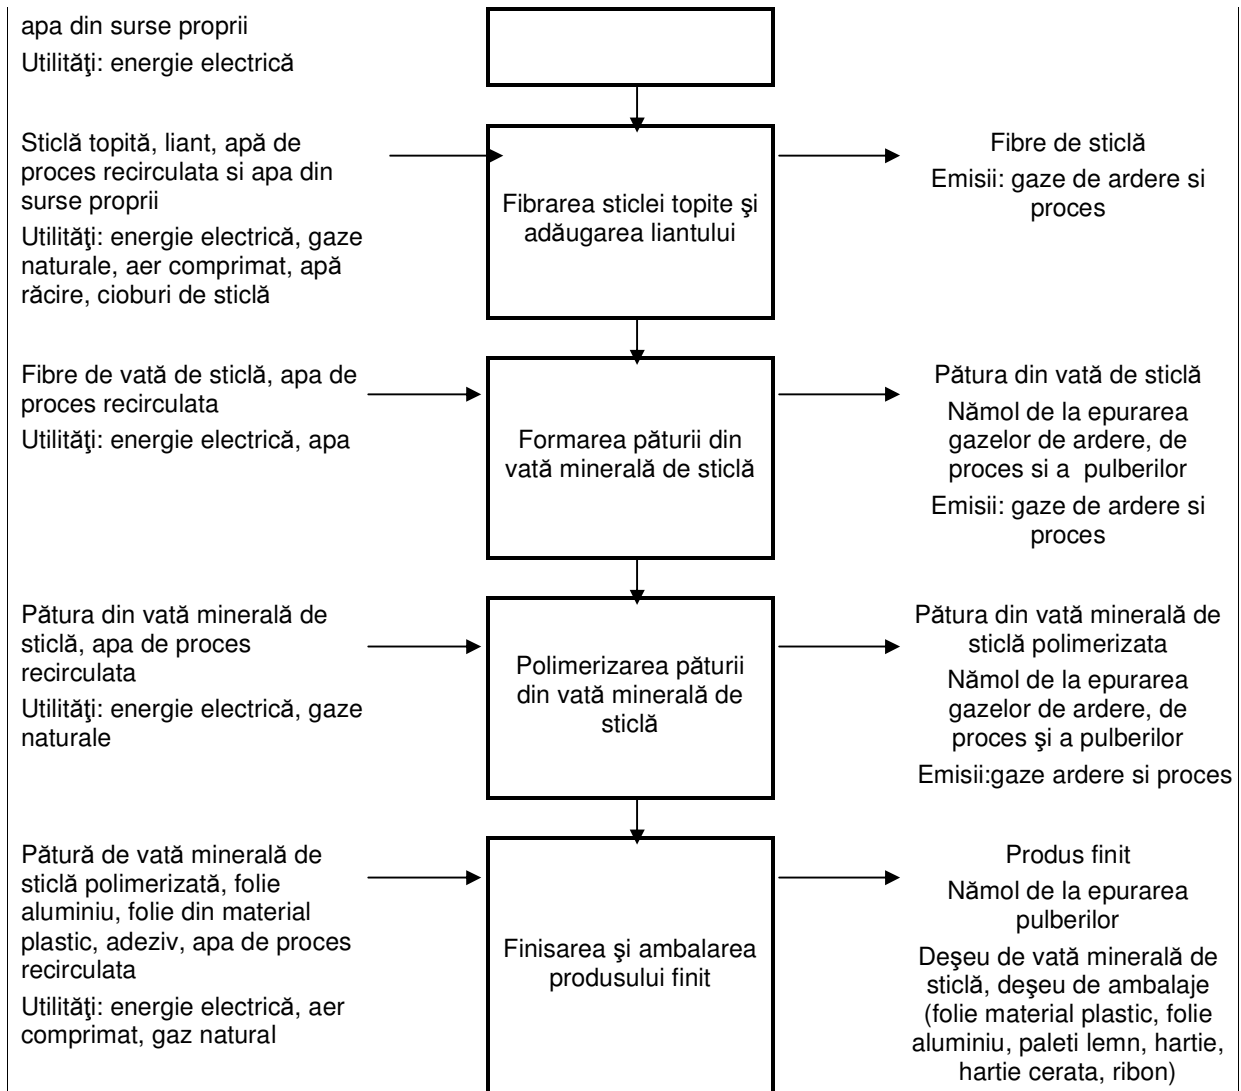 apa din surse proprii
Utilităţi: energie electrică
Sticlă topită, liant, apă de
proces recirculata si apa din
surse proprii
Utilităţi: energie electrică, gaze
naturale, aer comprimat, apă
răcire, cioburi de sticlă
Fibrarea sticlei topite şi
adăugarea liantului
Fibre de sticlă
Emisii: gaze de ardere si
proces
Fibre de vată de sticlă, apa de
proces recirculata
Utilităţi: energie electrică, apa
Formarea păturii din
vată minerală de sticlă
Pătura din vată de sticlă
Nămol de la epurarea
gazelor de ardere, de
proces si a pulberilor
Emisii: gaze de ardere si
proces
Pătura din vată minerală de
sticlă, apa de proces
recirculata
Utilităţi: energie electrică, gaze
naturale
Polimerizarea păturii
din vată minerală de
sticlă
Pătura din vată minerală de
sticlă polimerizata
Nămol de la epurarea
gazelor de ardere, de
proces şi a pulberilor
Emisii:gaze ardere si proces
Pătură de vată minerală de
sticlă polimerizată, folie
aluminiu, folie din material
plastic, adeziv, apa de proces
recirculata
Utilităţi: energie electrică, aer
comprimat, gaz natural
Finisarea şi ambalarea
produsului finit
Produs finit
Nămol de la epurarea
pulberilor
Deşeu de vată minerală de
sticlă, deşeu de ambalaje
(folie material plastic, folie
aluminiu, paleti lemn, hartie,
hartie cerata, ribon)